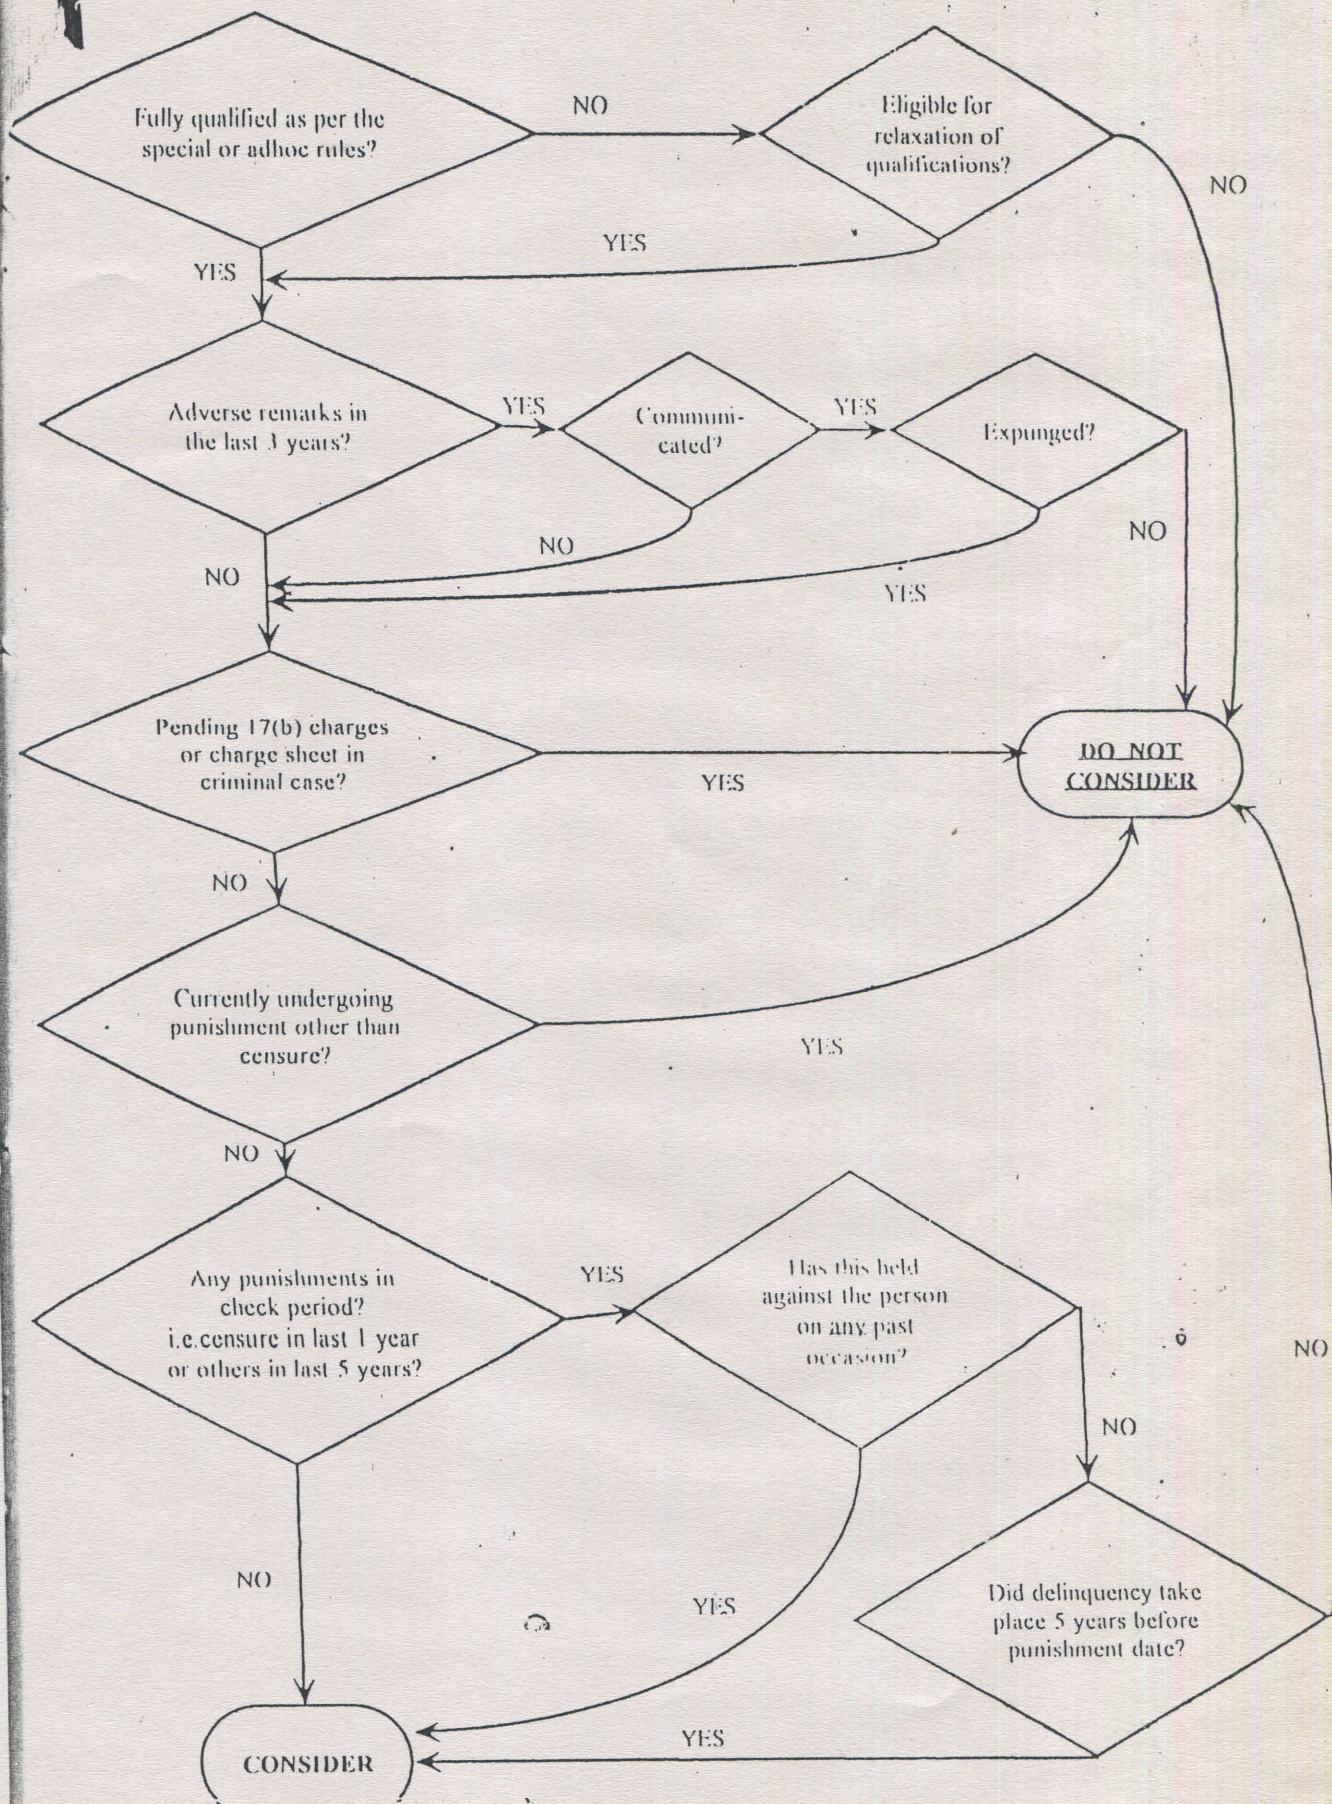 Fully qualified as per the
special or adhoc rules?
NO
Eligible for
relaxation of
qualifications?
NO
YES
YES
Adverse remarks in
the last 3 years?
YES
Communi-
cated?
YES
Expunged?
NO
NO
NO
YES
Pending 17(b) charges
or charge sheet in
criminal case?
YES
DO NOT
CONSIDER
NO
Currently undergoing
punishment other than
censure?
YES
NO
Any punishments in
check period?
i.e.censure in last 1 year
or others in last 5 years?
YES
Has this held
against the person
on any past
occasion?
NO
NO
NO
YES
Did delinquency take
place 5 years before
punishment date?
YES
CONSIDER